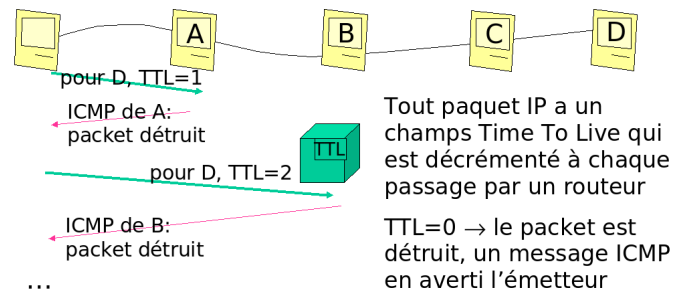 A
B
C
D
pour D, TTL=1
ICMP de A:
packet détruit
TTL
pour D, TTL=2
ICMP de B:
packet détruit
...
Tout paquet IP a un
champs Time To Live qui
est décrémenté à chaque
passage par un routeur
TTL=0 → le packet est
détruit, un message ICMP
en averti l'émetteur